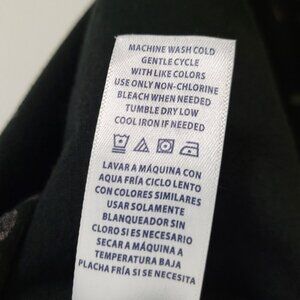 MACHINE WASH COLD
GENTLE CYCLE
WITH LIKE COLORS
USE ONLY NON-CHLORINE
BLEACH WHEN NEEDED
TUMBLE DRY LOW
COOL IRON IF NEEDED
LAVAR A MÁQUINA CON
AGUA FRÍA CICLO LENTO
CON COLORES SIMILARES
USAR SOLAMENTE
BLANQUEADOR SIN
CLORO SI ES NECESARIO
SECAR A MÁQUINA A
TEMPERATURA BAJA
PLACHA FRÍA SI SE NECESITA